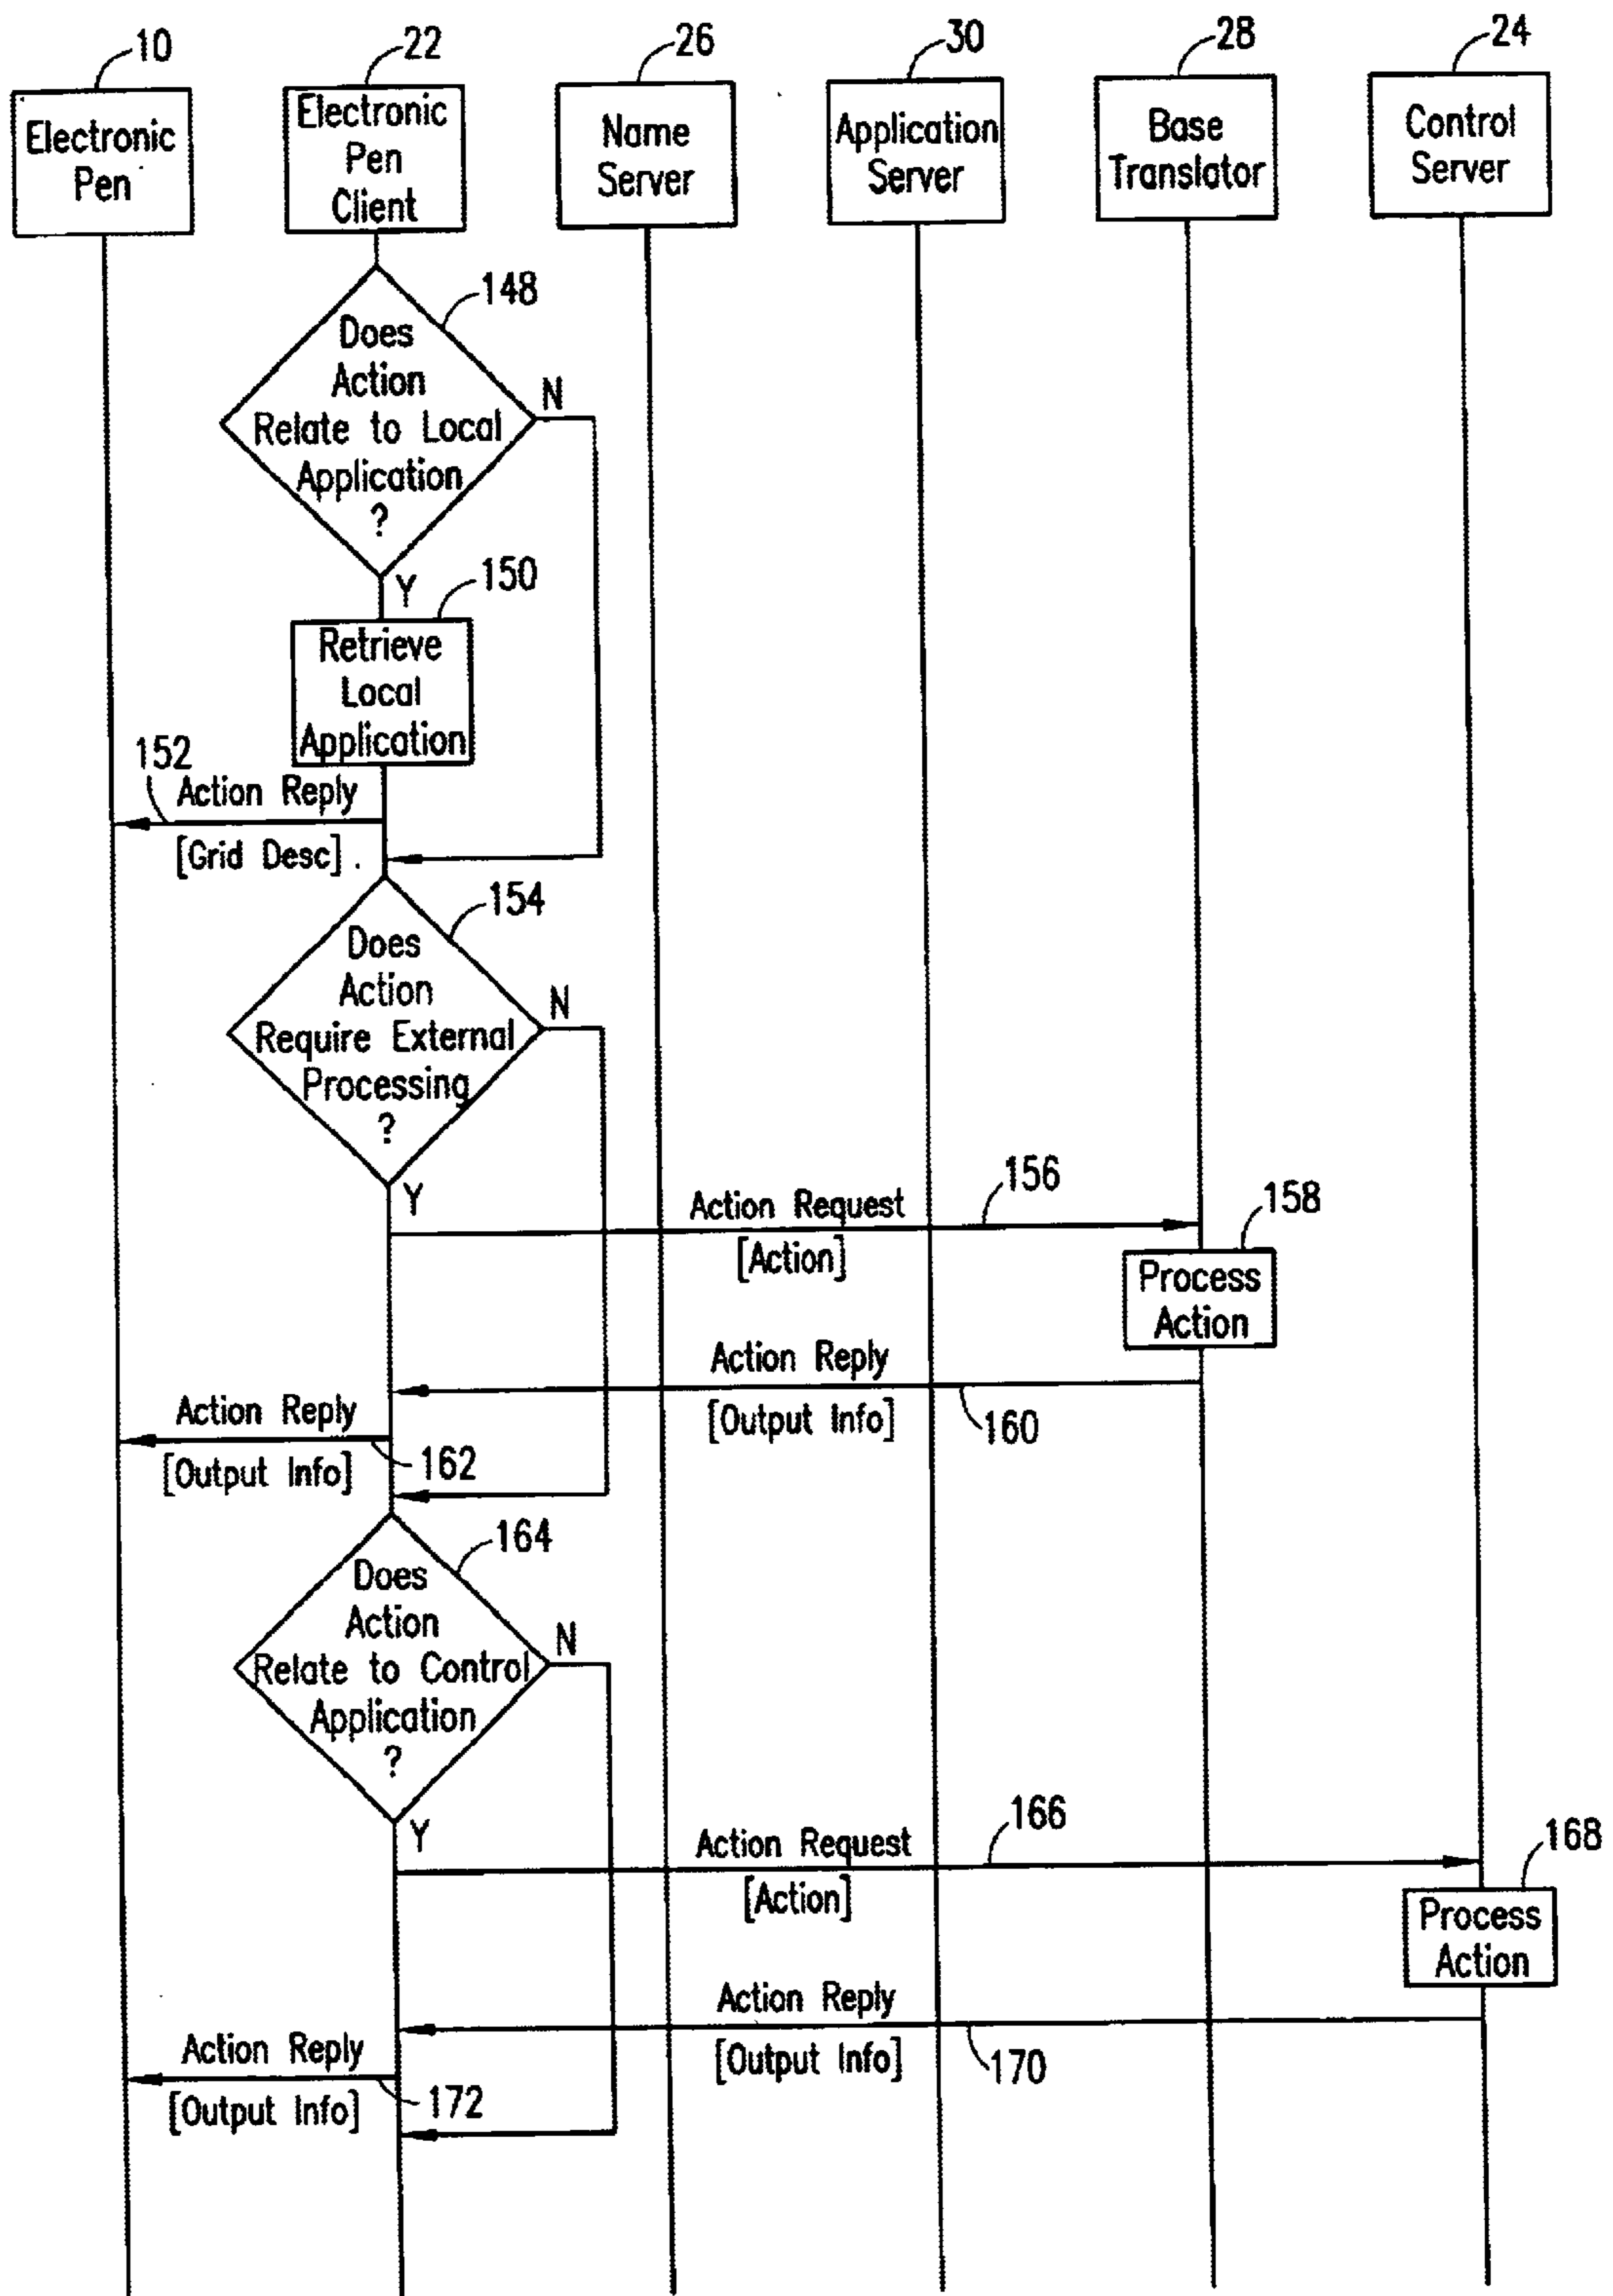 10
22
26
30
28
24
Electronic
Pen
Electronic
Pen
Client
Name
Server
Application
Server
Base
Translator
Control
Server
148
Does
Action
Relate to Local
Application
?
N
Y
150
Retrieve
Local
Application
152
Action Reply
[Grid Desc]
154
Does
Action
Require External
Processing
?
N
Y
Action Request
[Action]
156
158
Process
Action
Action Reply
[Output Info]
160
Action Reply
[Output Info]
162
164
Does
Action
Relate to Control
Application
?
N
Y
Action Request
[Action]
166
168
Process
Action
Action Reply
[Output Info]
170
Action Reply
[Output Info]
172